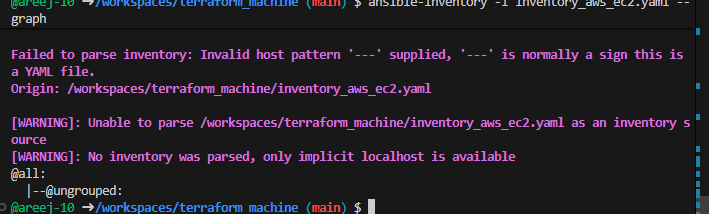 @areej-10 ➜/workspaces/terraform_machine (main) $ ansible-inventory -i inventory_aws_ec2.yaml --
graph
Failed to parse inventory: Invalid host pattern '---' supplied, '---' is normally a sign this is
a YAML file.
Origin: /workspaces/terraform_machine/inventory_aws_ec2.yaml
[WARNING]: Unable to parse /workspaces/terraform_machine/inventory_aws_ec2.yaml as an inventory s
ource
[WARNING]: No inventory was parsed, only implicit localhost is available
@all:
  |--@ungrouped:
@areej-10 ➜/workspaces/terraform_machine (main) $